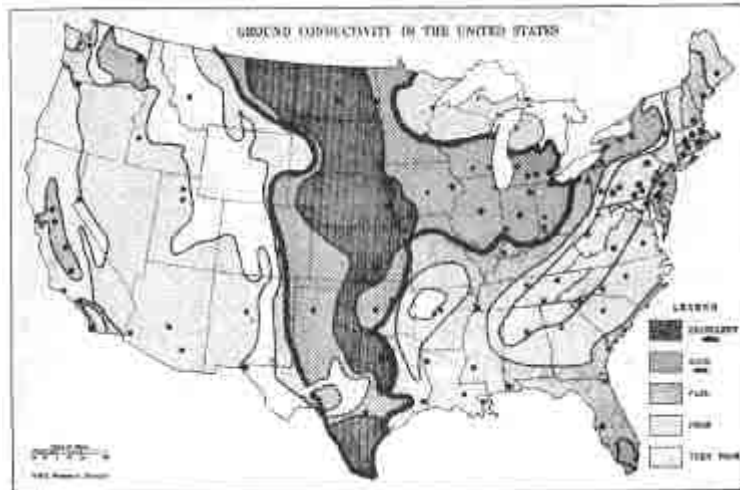 GROUND CONDUCTIVITY IN THE UNITED STATES
LEGEND
EXCELLENT
GOOD
FAIR
POOR
VERY POOR